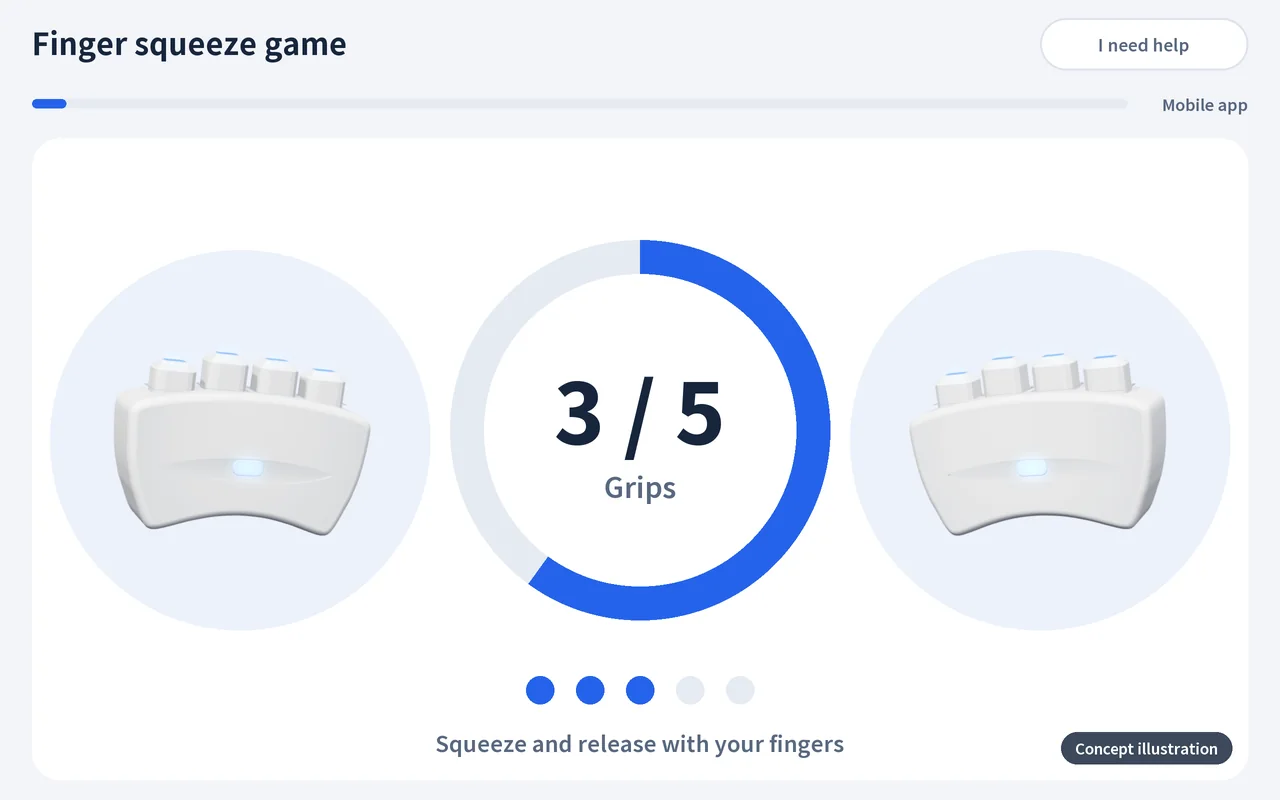 Finger squeeze game
I need help
Mobile app
3 / 5
Grips
Squeeze and release with your fingers
Concept illustration